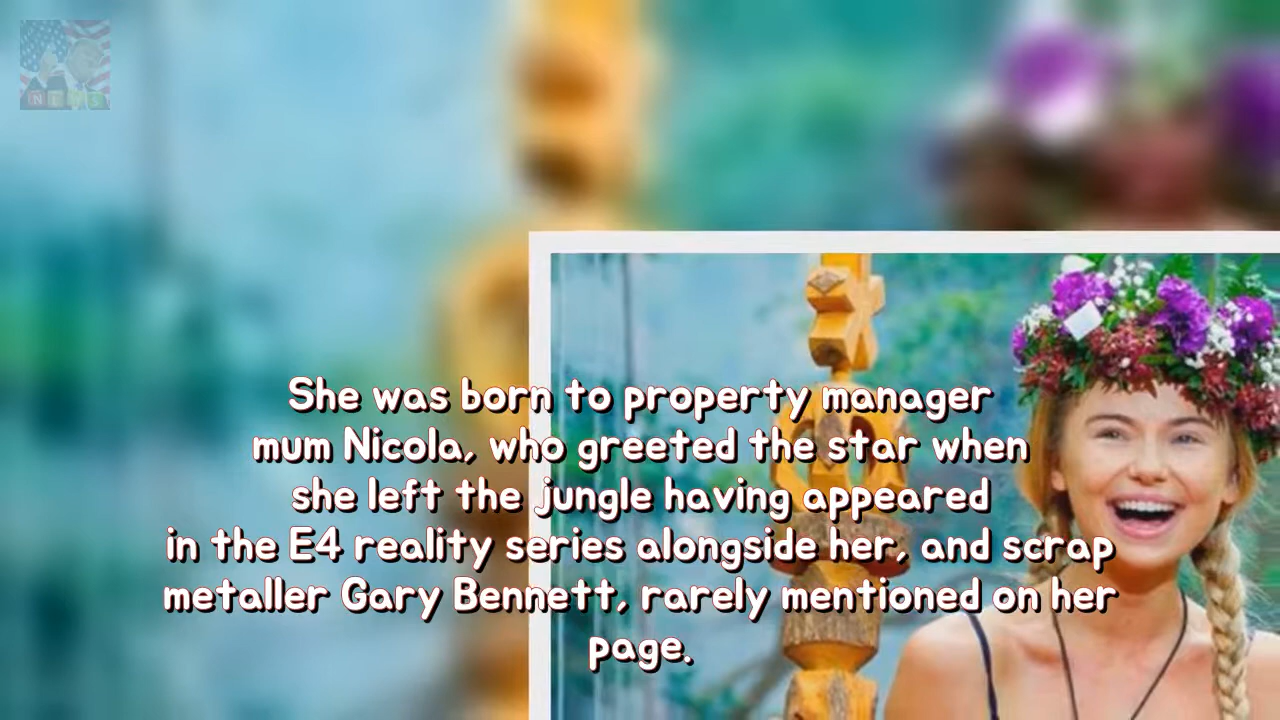 NEWS
She was born to property manager
mum Nicola, who greeted the star when
she left the jungle having appeared
in the E4 reality series alongside her, and scrap
metaller Gary Bennett, rarely mentioned on her
page.